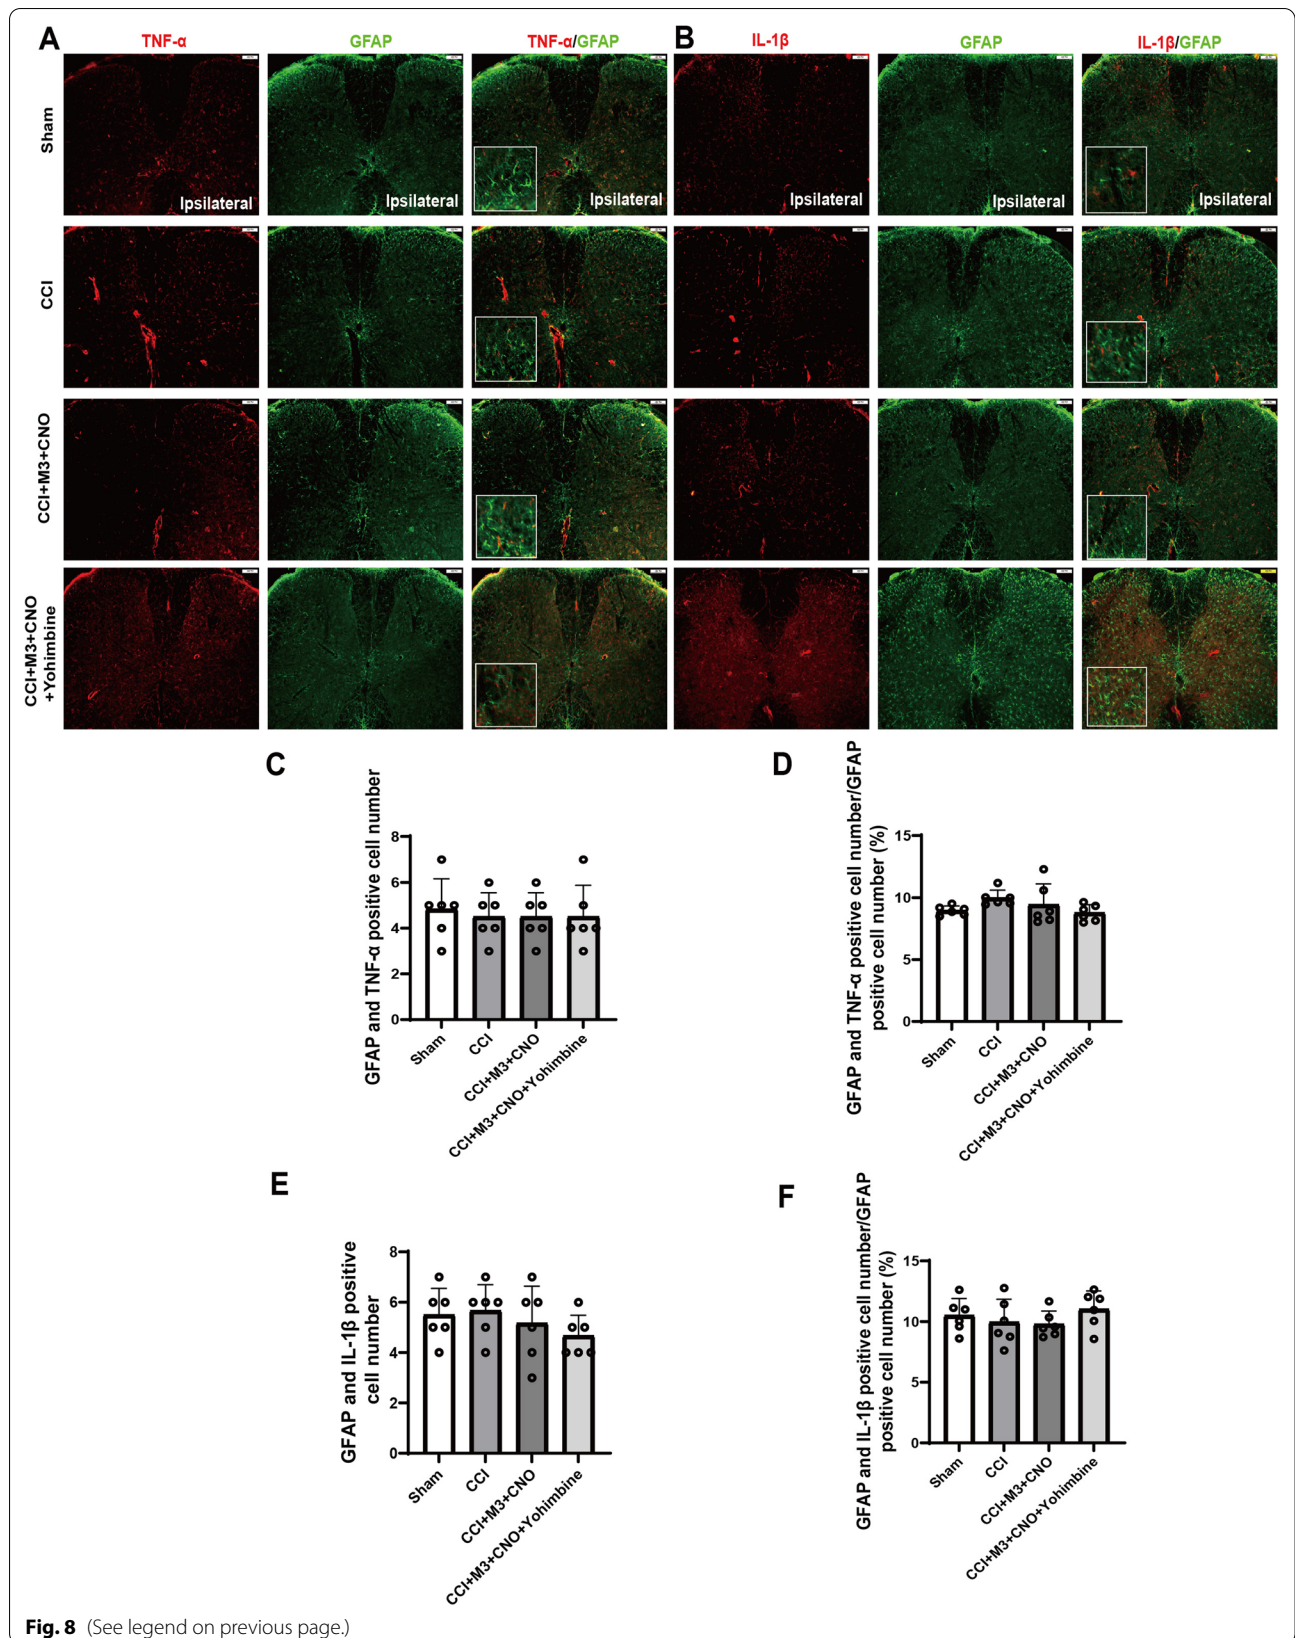 A
TNF-α
GFAP
TNF-α/GFAP
B
IL-1β
GFAP
IL-1β/GFAP
Sham
Ipsilateral
Ipsilateral
Ipsilateral
Ipsilateral
Ipsilateral
CCI
CCI+M3+CNO
CCI+M3+CNO
+Yohimbine
C
GFAP and TNF-α positive cell number
8
6
4
2
0
Sham
CCI
CCI+M3+CNO
CCI+M3+CNO+Yohimbine
D
GFAP and TNF-α positive cell number/GFAP
positive cell number (%)
15
10
5
0
Sham
CCI
CCI+M3+CNO
CCI+M3+CNO+Yohimbine
E
GFAP and IL-1β positive
cell number
8
6
4
2
0
Sham
CCI
CCI+M3+CNO
CCI+M3+CNO+Yohimbine
F
GFAP and IL-1β positive cell number/GFAP
positive cell number (%)
15
10
5
0
Sham
CCI
CCI+M3+CNO
CCI+M3+CNO+Yohimbine
Fig. 8 (See legend on previous page.)